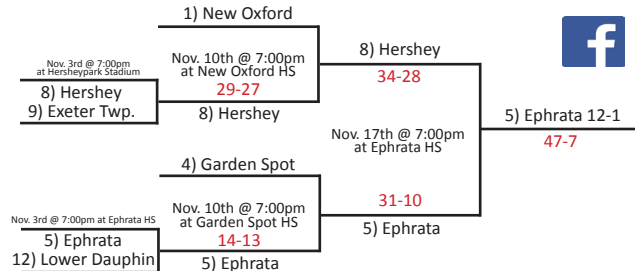 1) New Oxford
Nov. 3rd @ 7:00pm
at Hersheypark Stadium
8) Hershey
9) Exeter Twp.
Nov. 10th @ 7:00pm
at New Oxford HS
29-27
8) Hershey
8) Hershey
34-28
f
Nov. 17th @ 7:00pm
at Ephrata HS
5) Ephrata 12-1
47-7
4) Garden Spot
Nov. 3rd @ 7:00pm at Ephrata HS
5) Ephrata
12) Lower Dauphin
Nov. 10th @ 7:00pm
at Garden Spot HS
14-13
5) Ephrata
31-10
5) Ephrata